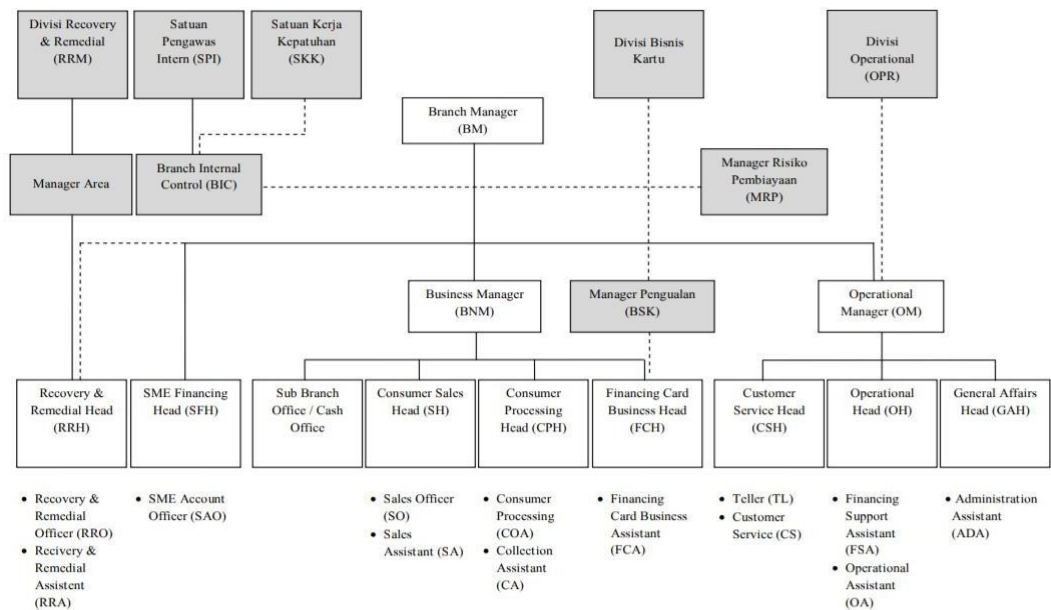 Divisi Recovery
& Remedial
(RRM)
Satuan
Pengawas
Intern (SPI)
Satuan Kerja
Kepatuhan
(SKK)
Divisi Bisnis
Kartu
Divisi
Operational
(OPR)
Branch Manager
(BM)
Manager Area
Branch Internal
Control (BIC)
Manager Risiko
Pembiayaan
(MRP)
Business Manager
(BNM)
Manager Pengualan
(BSK)
Operational
Manager (OM)
Recovery &
Remedial Head
(RRH)
SME Financing
Head (SFH)
Sub Branch
Office / Cash
Office
Consumer Sales
Head (SH)
Consumer
Processing
Head (CPH)
Financing Card
Business Head
(FCH)
Customer
Service Head
(CSH)
Operational
Head (OH)
General Affairs
Head (GAH)
• Recovery &
Remedial
Officer (RRO)
• Recivery &
Remedial
Assistent
(RRA)
• SME Account
Officer (SAO)
• Sales Officer
(SO)
• Sales
Assistant (SA)
• Consumer
Processing
(COA)
• Collection
Assistant
(CA)
• Financing
Card Business
Assistant
(FCA)
• Teller (TL)
• Customer
Service (CS)
• Financing
Support
Assistant
(FSA)
• Operational
Assistant
(OA)
• Administration
Assistant
(ADA)